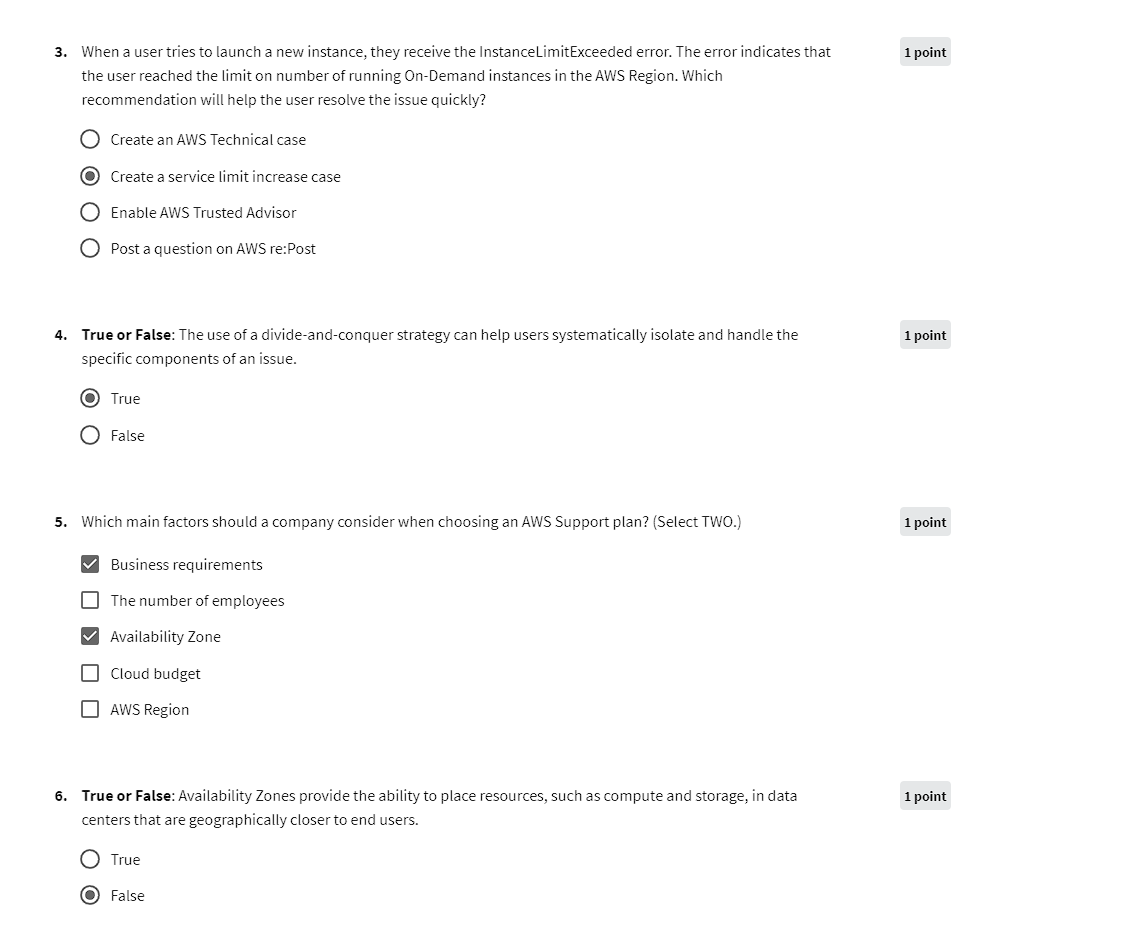 3. When a user tries to launch a new instance, they receive the InstanceLimitExceeded error. The error indicates that
1 point
the user reached the limit on number of running On-Demand instances in the AWS Region. Which
recommendation will help the user resolve the issue quickly?
Create an AWS Technical case
Create a service limit increase case
Enable AWS Trusted Advisor
Post a question on AWS re:Post
4. True or False: The use of a divide-and-conquer strategy can help users systematically isolate and handle the
1 point
specific components of an issue.
True
False
5. Which main factors should a company consider when choosing an AWS Support plan? (Select TWO.)
1 point
Business requirements
The number of employees
Availability Zone
Cloud budget
AWS Region
6. True or False: Availability Zones provide the ability to place resources, such as compute and storage, in data
1 point
centers that are geographically closer to end users.
True
False